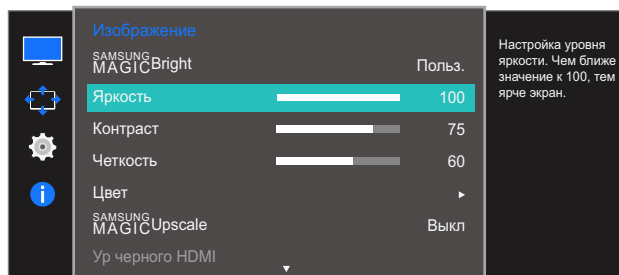 Изображение
SAMSUNG
MAGICBright Польз.
Яркость 100
Контраст 75
Четкость 60
Цвет
SAMSUNG
MAGICUpscale Выкл
Ур черного HDMI
Настройка уровня
яркости. Чем ближе
значение к 100, тем
ярче экран.